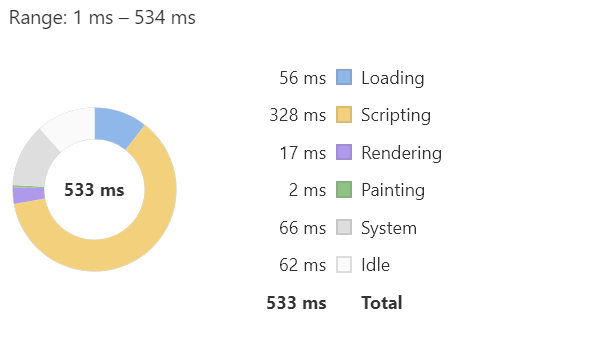 Range: 1 ms – 534 ms
56 ms Loading
328 ms Scripting
17 ms Rendering
533 ms
2 ms Painting
66 ms System
62 ms Idle
533 ms Total